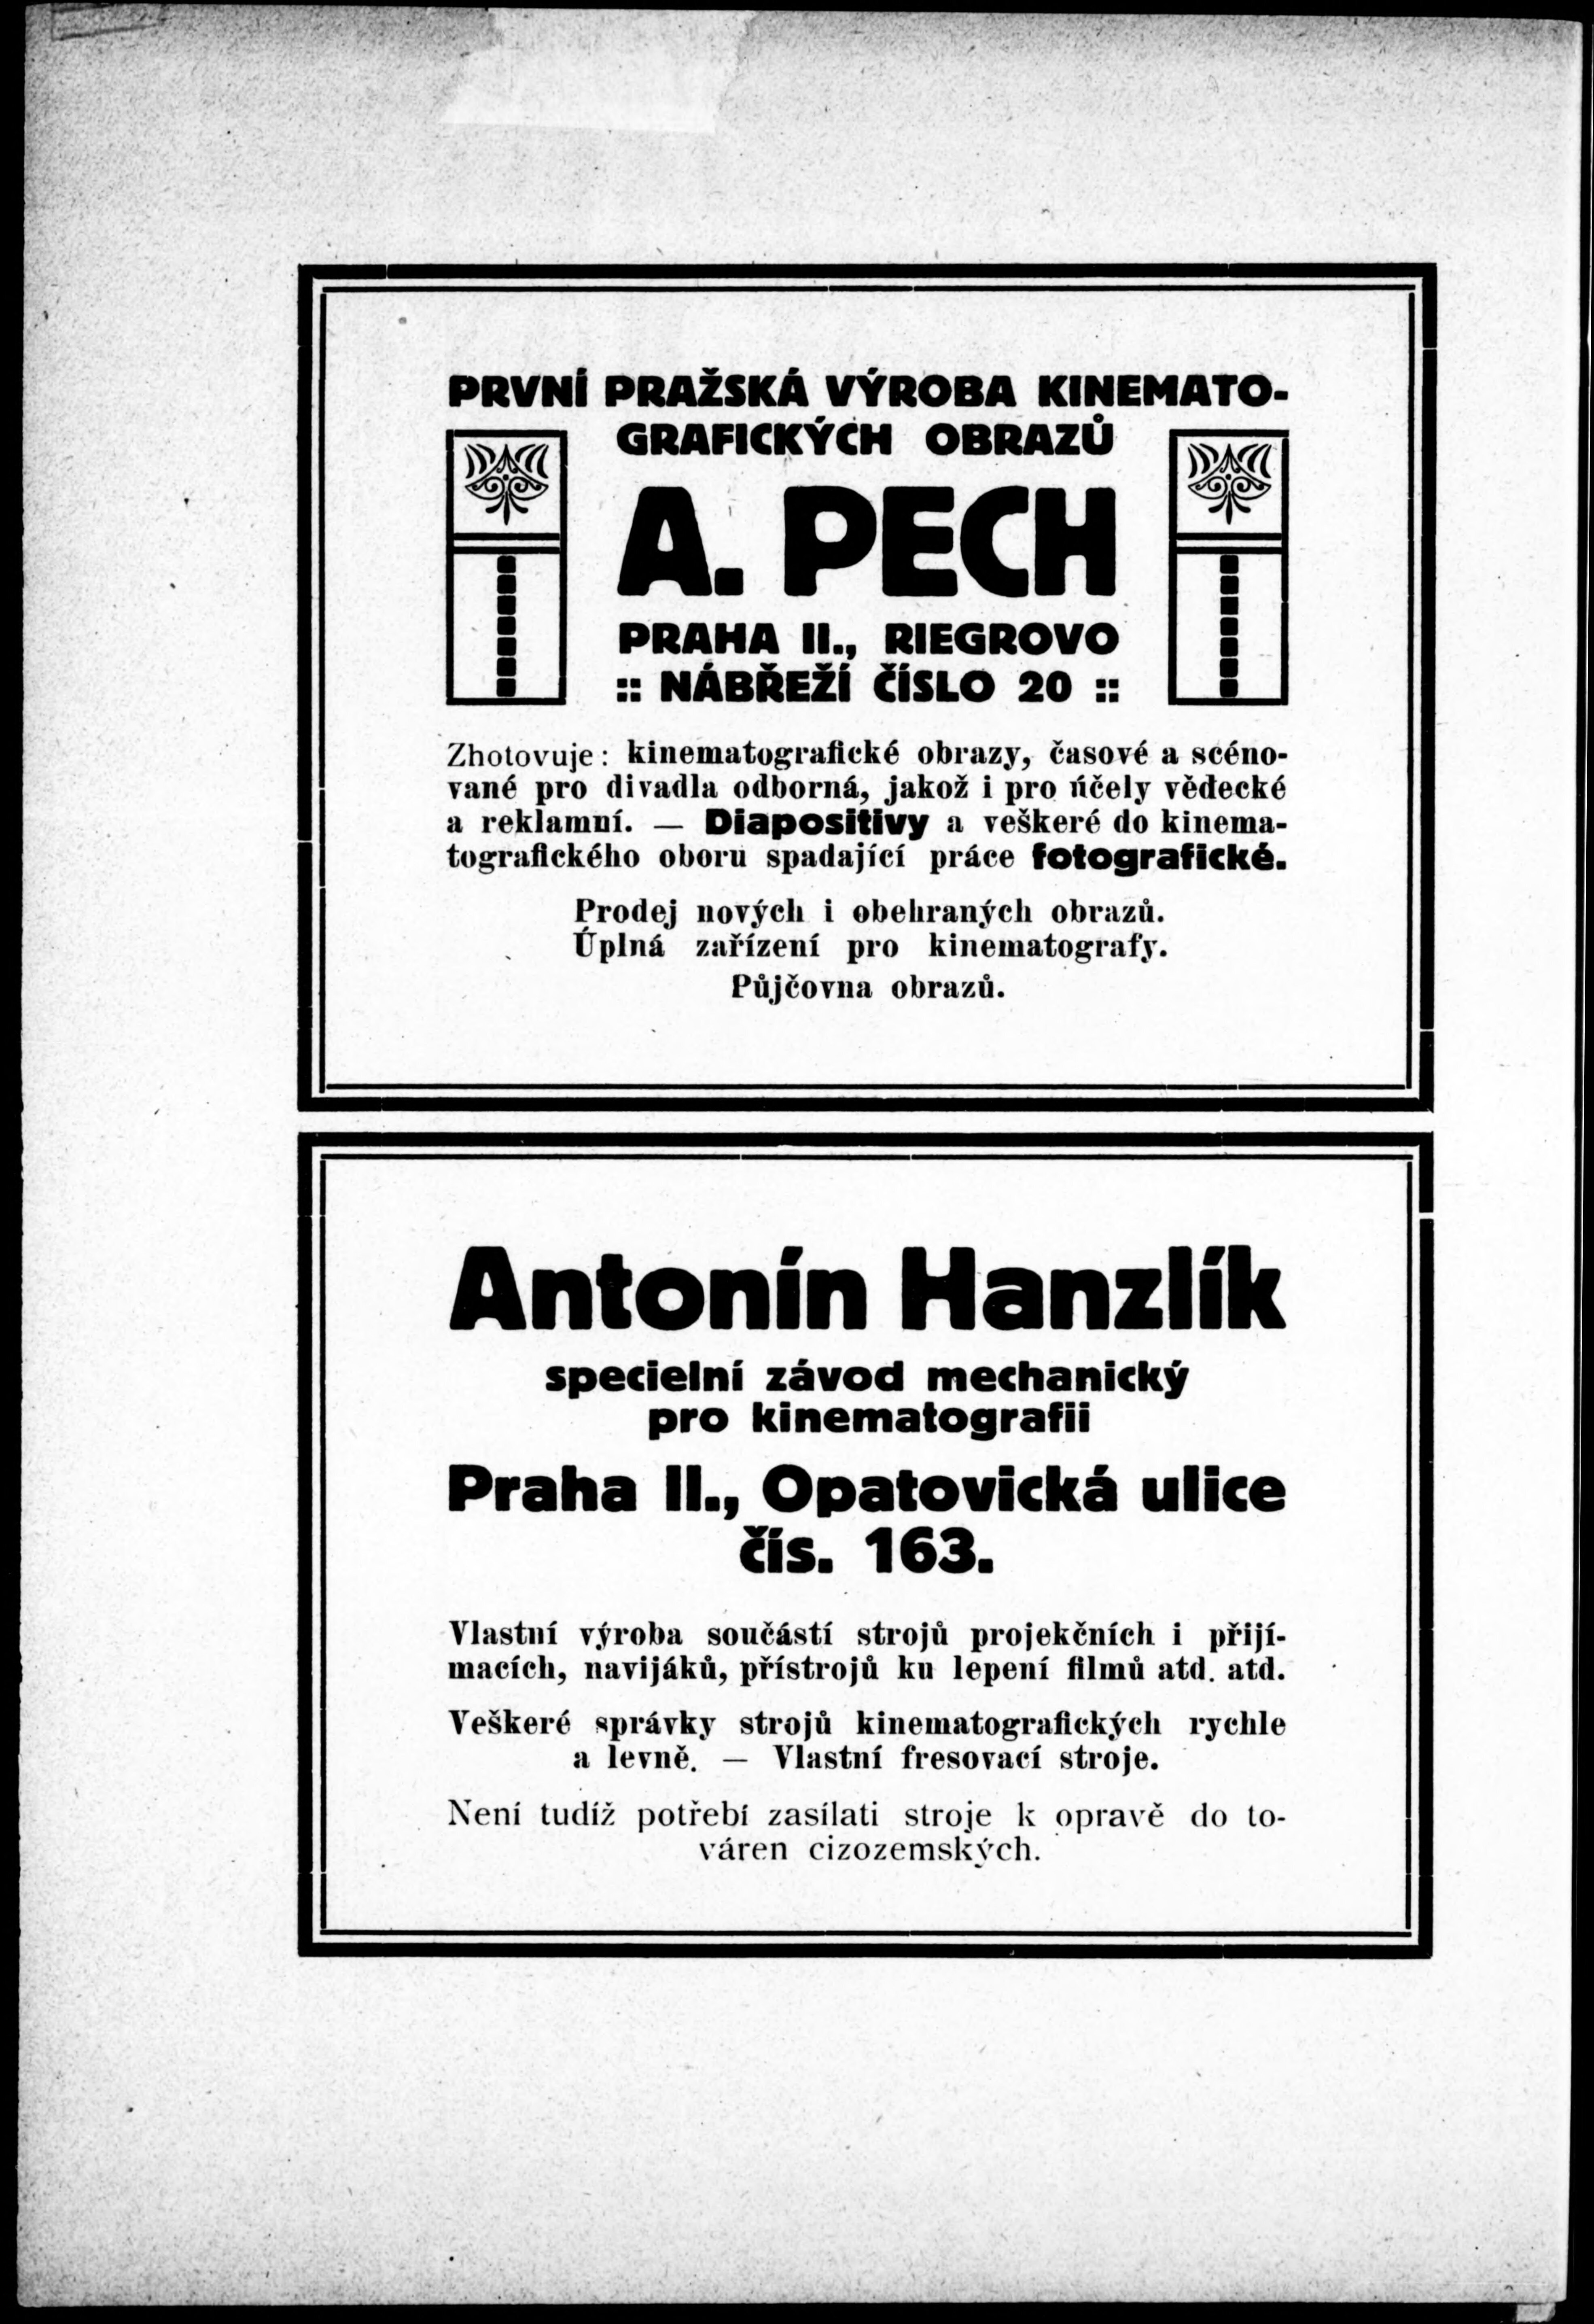 PRVNÍ PRAŽSKÁ VÝROBA KINEMATO-
GRAFICKÝCH OBRAZŮ
A. PECH
PRAHA II., RIEGROVO
:: NÁBŘEŽÍ ČÍSLO 20 ::
Zhotovuje: kinematografické obrazy, časové a scéno-
vané pro divadla odborná, jakož i pro účely vědecké
a reklamní. — Diapositivy a veškeré do kinema-
tografického oboru spadající práce fotografické.
Prodej nových i obehraných obrazů.
Úplná zařízení pro kinematografy.
Půjčovna obrazů.
Antonín Hanzlík
specielní závod mechanický
pro kinematografii
Praha II., Opatovická ulice
čís. 163.
Vlastní výroba součástí strojů projekčních i přijí-
macích, navijáků, přístrojů ku lepení filmů atd. atd.
Veškeré správky strojů kinematografických rychle
a levně. — Vlastní fresovací stroje.
Není tudíž potřebí zasílati stroje k opravě do to-
váren cizozemských.